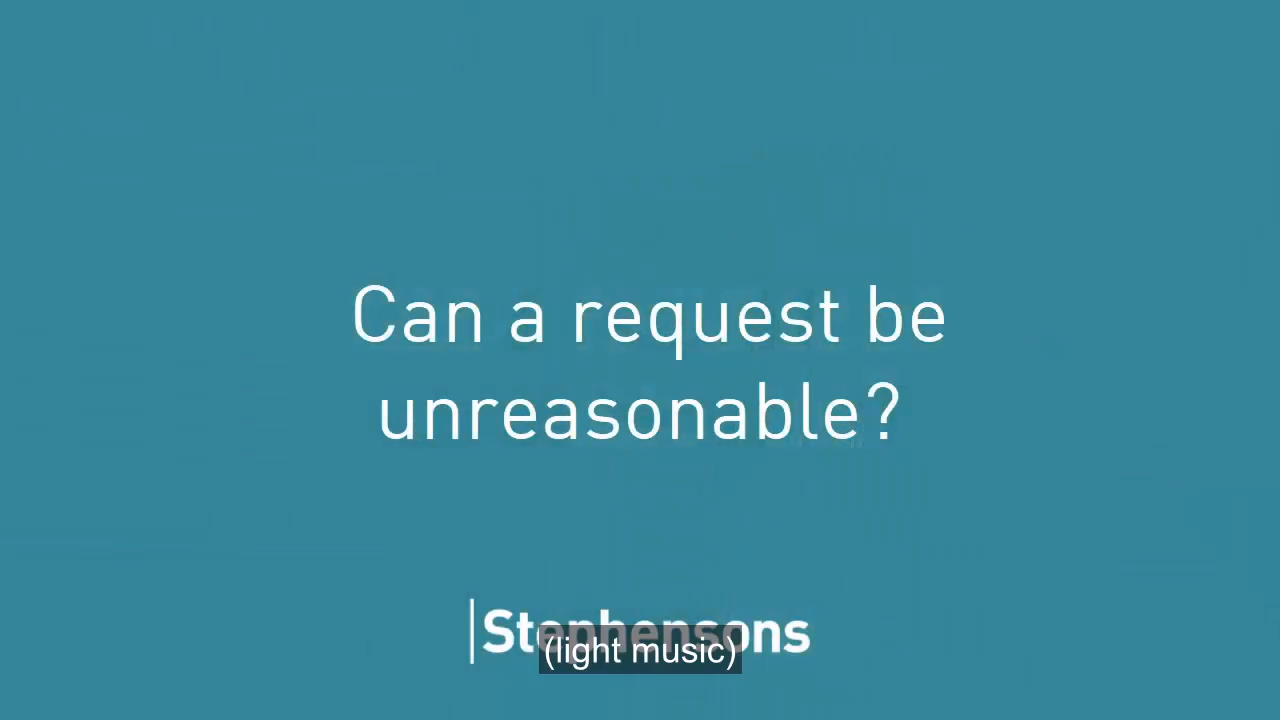 Can a request be
unreasonable?
Stephensons
(light music)